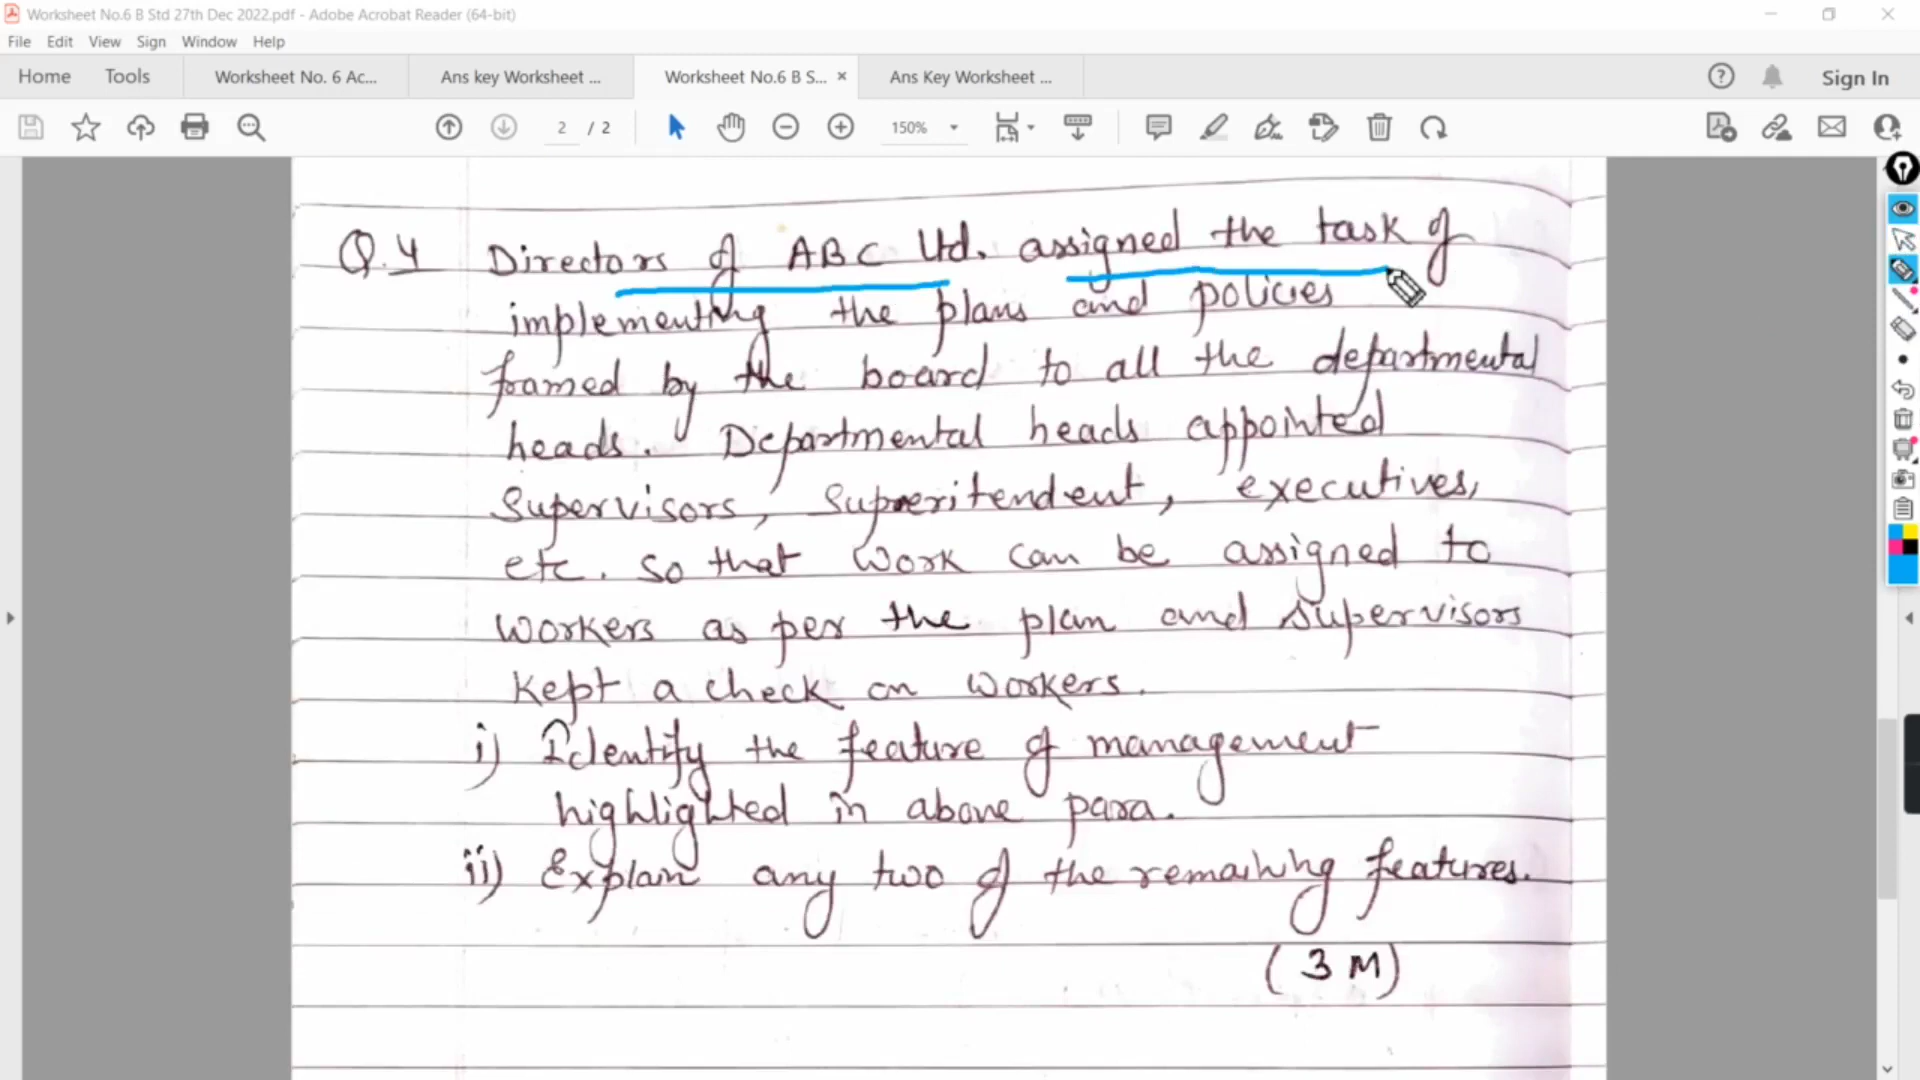 Worksheet No.6 B Std 27th Dec 2022.pdf - Adobe Acrobat Reader (64-bit)
File Edit View Sign Window Help
Home Tools Worksheet No. 6 Ac... Ans key Worksheet ... Worksheet No.6 B S... × Ans Key Worksheet ... Sign In
2 / 2 150%
Q.4 Directors of ABC Ltd. assigned the task of
implementing the plans and policies
framed by the board to all the departmental
heads. Departmental heads appointed
Supervisors, Supreritendent, executives,
etc. so that work can be assigned to
workers as per the plan and supervisors
kept a check on workers.
i) Identify the feature of management
highlighted in above para.
ii) Explain any two of the remaining features.
(3 M)